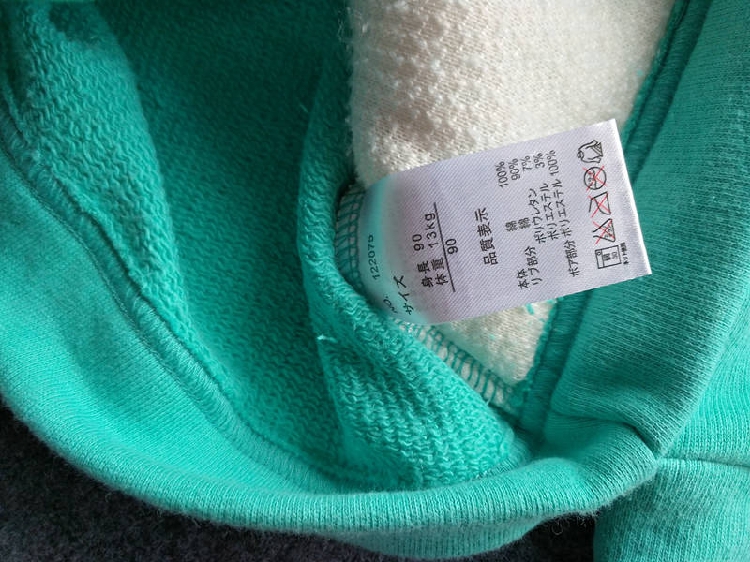 122075
サイズ
身長 90
体重 13kg
90
品質表示
本体 綿 100%
リブ部分 綿 90%
ポリウレタン 7%
ポリエステル 3%
ボア部分 ポリエステル 100%